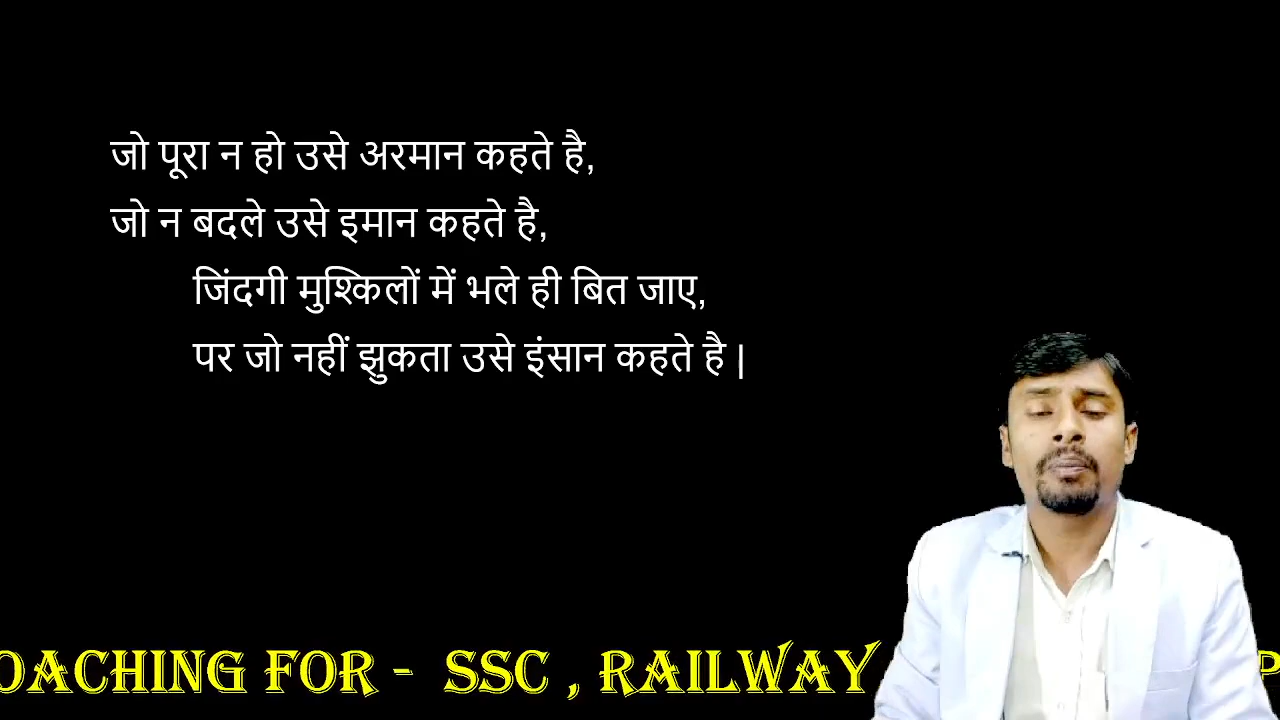 जो पूरा न हो उसे अरमान कहते है,
जो न बदले उसे इमान कहते है,
जिंदगी मुश्किलों में भले ही बित जाए,
पर जो नहीं झुकता उसे इंसान कहते है |
OACHING FOR - SSC , RAILWAY